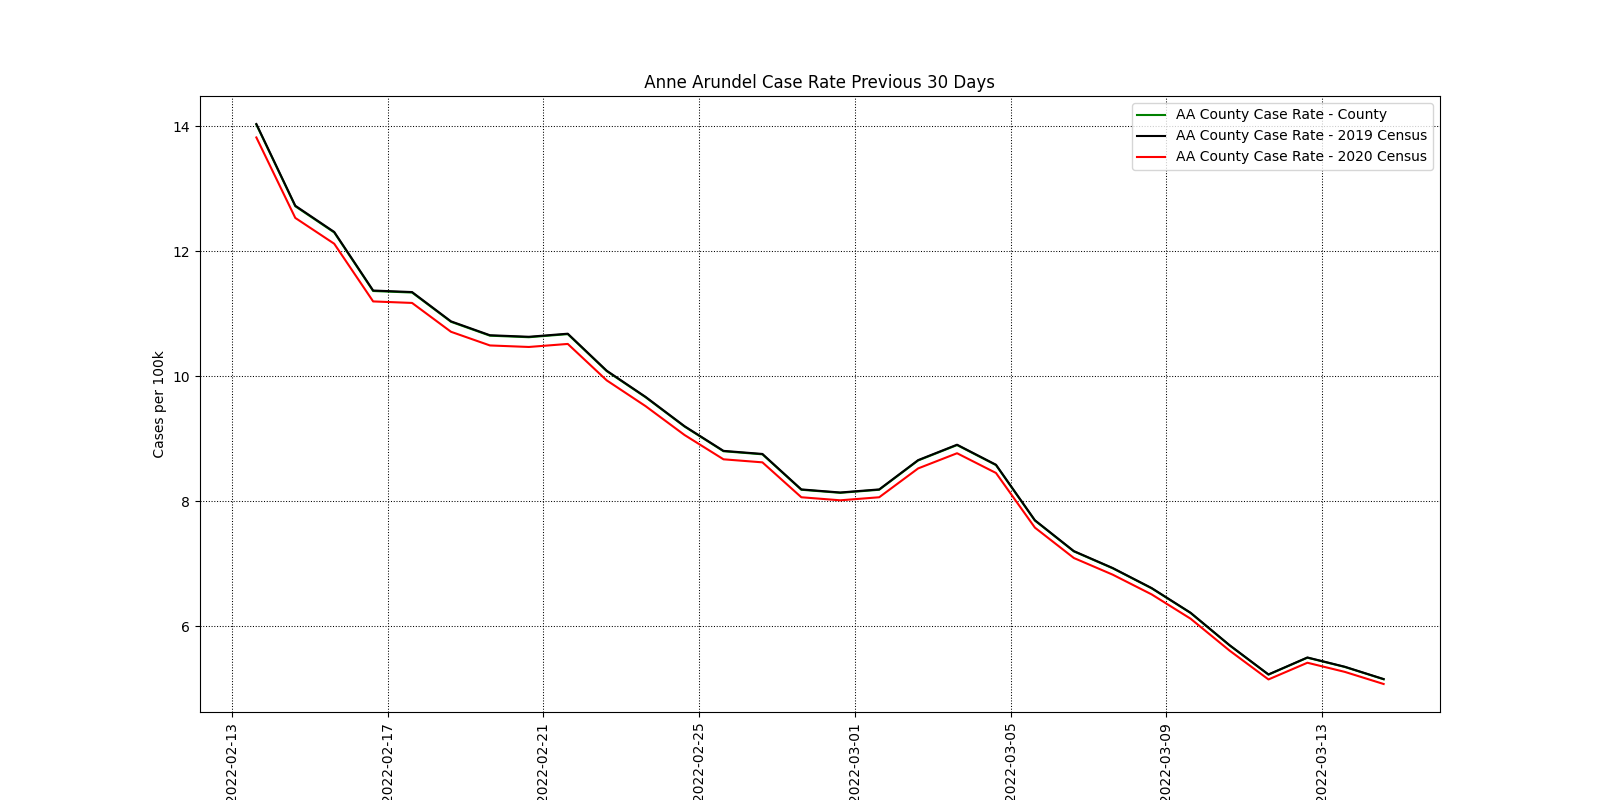 Anne Arundel Case Rate Previous 30 Days
AA County Case Rate - County
AA County Case Rate - 2019 Census
AA County Case Rate - 2020 Census
Cases per 100k
14
12
10
8
6
2022-02-13
2022-02-17
2022-02-21
2022-02-25
2022-03-01
2022-03-05
2022-03-09
2022-03-13